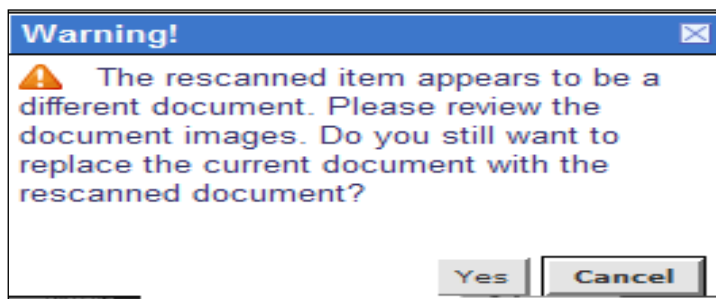 Warning!
The rescanned item appears to be a
different document. Please review the
document images. Do you still want to
replace the current document with the
rescanned document?
Yes Cancel